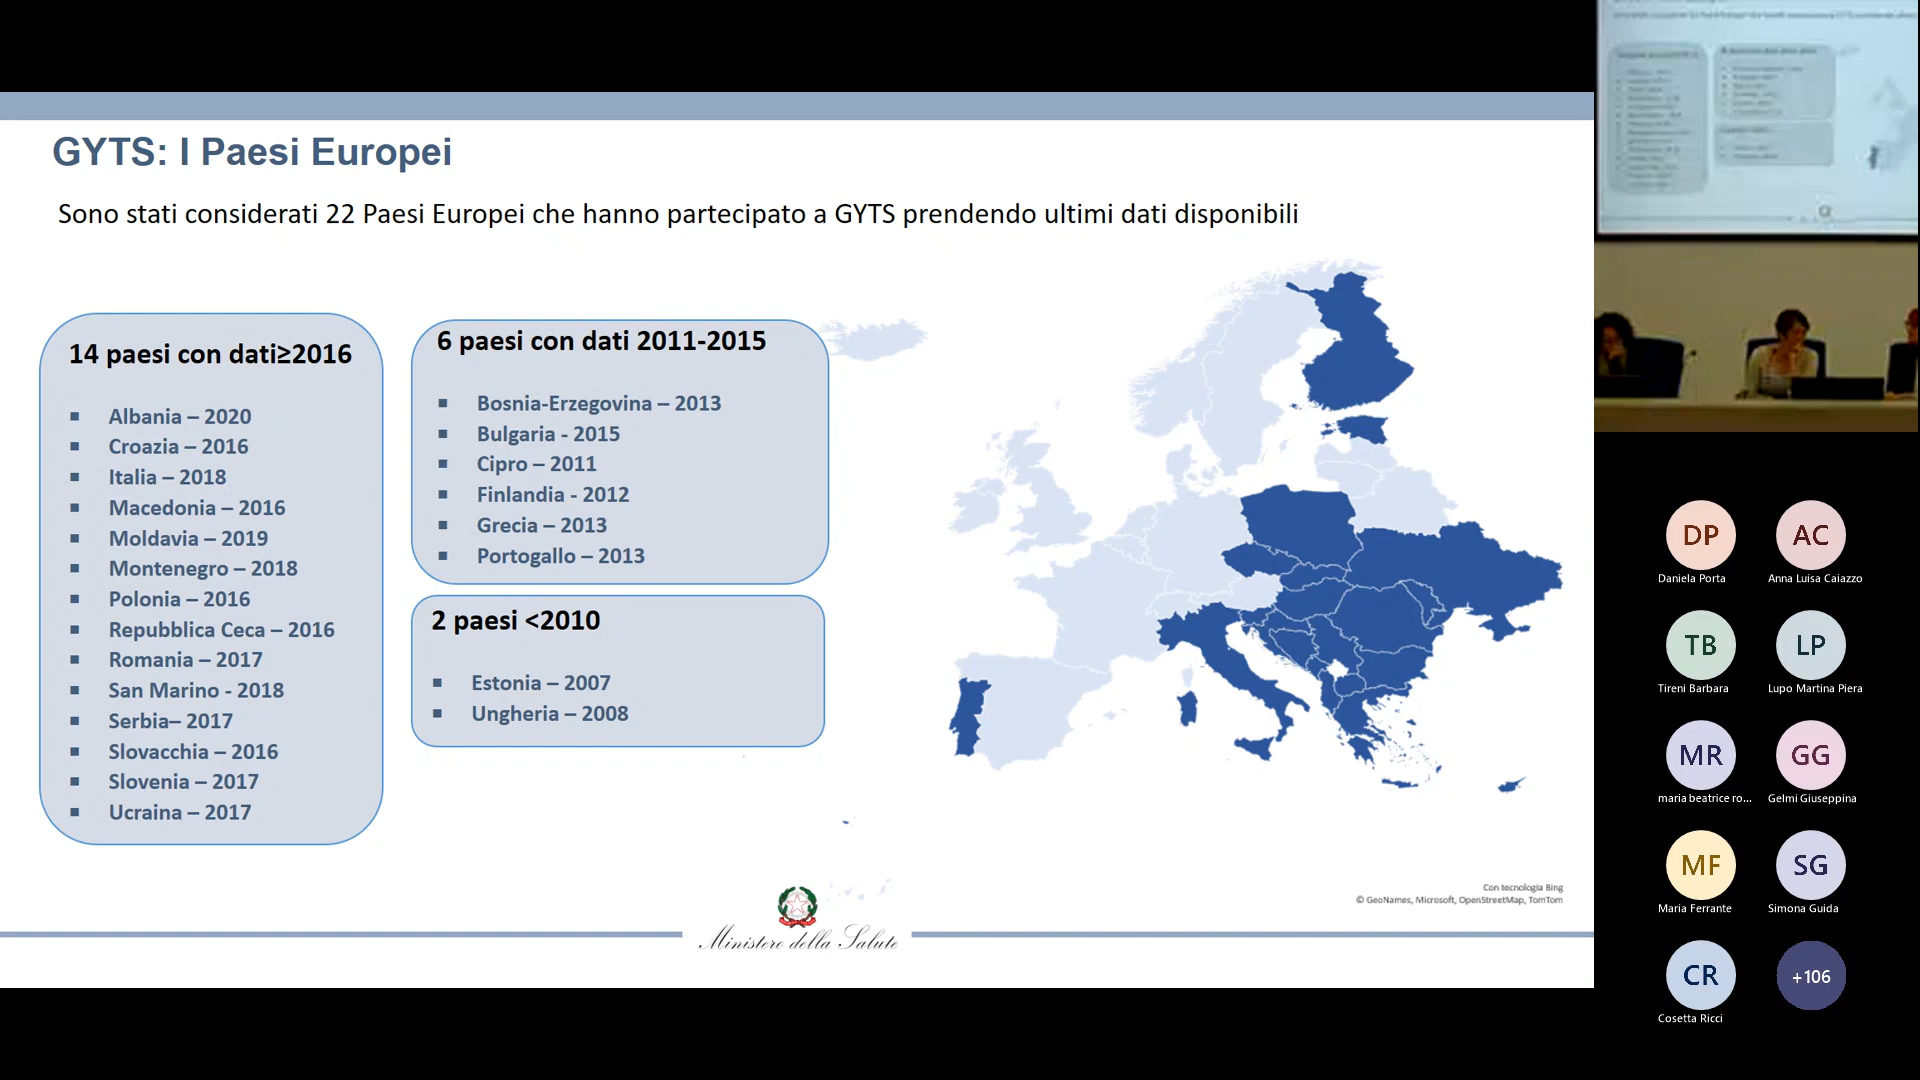 GYTS: I Paesi Europei
Sono stati considerati 22 Paesi Europei che hanno partecipato a GYTS prendendo ultimi dati disponibili
14 paesi con dati≥2016
▪ Albania – 2020
▪ Croazia – 2016
▪ Italia – 2018
▪ Macedonia – 2016
▪ Moldavia – 2019
▪ Montenegro – 2018
▪ Polonia – 2016
▪ Repubblica Ceca – 2016
▪ Romania – 2017
▪ San Marino - 2018
▪ Serbia– 2017
▪ Slovacchia – 2016
▪ Slovenia – 2017
▪ Ucraina – 2017
6 paesi con dati 2011-2015
▪ Bosnia-Erzegovina – 2013
▪ Bulgaria - 2015
▪ Cipro – 2011
▪ Finlandia - 2012
▪ Grecia – 2013
▪ Portogallo – 2013
2 paesi <2010
▪ Estonia – 2007
▪ Ungheria – 2008
Con tecnologia Bing
© GeoNames, Microsoft, OpenStreetMap, TomTom
Ministero della Salute
DP
Daniela Porta
AC
Anna Luisa Caiazzo
TB
Tireni Barbara
LP
Lupo Martina Piera
MR
maria beatrice ro...
GG
Gelmi Giuseppina
MF
Maria Ferrante
SG
Simona Guida
CR
Cosetta Ricci
+106